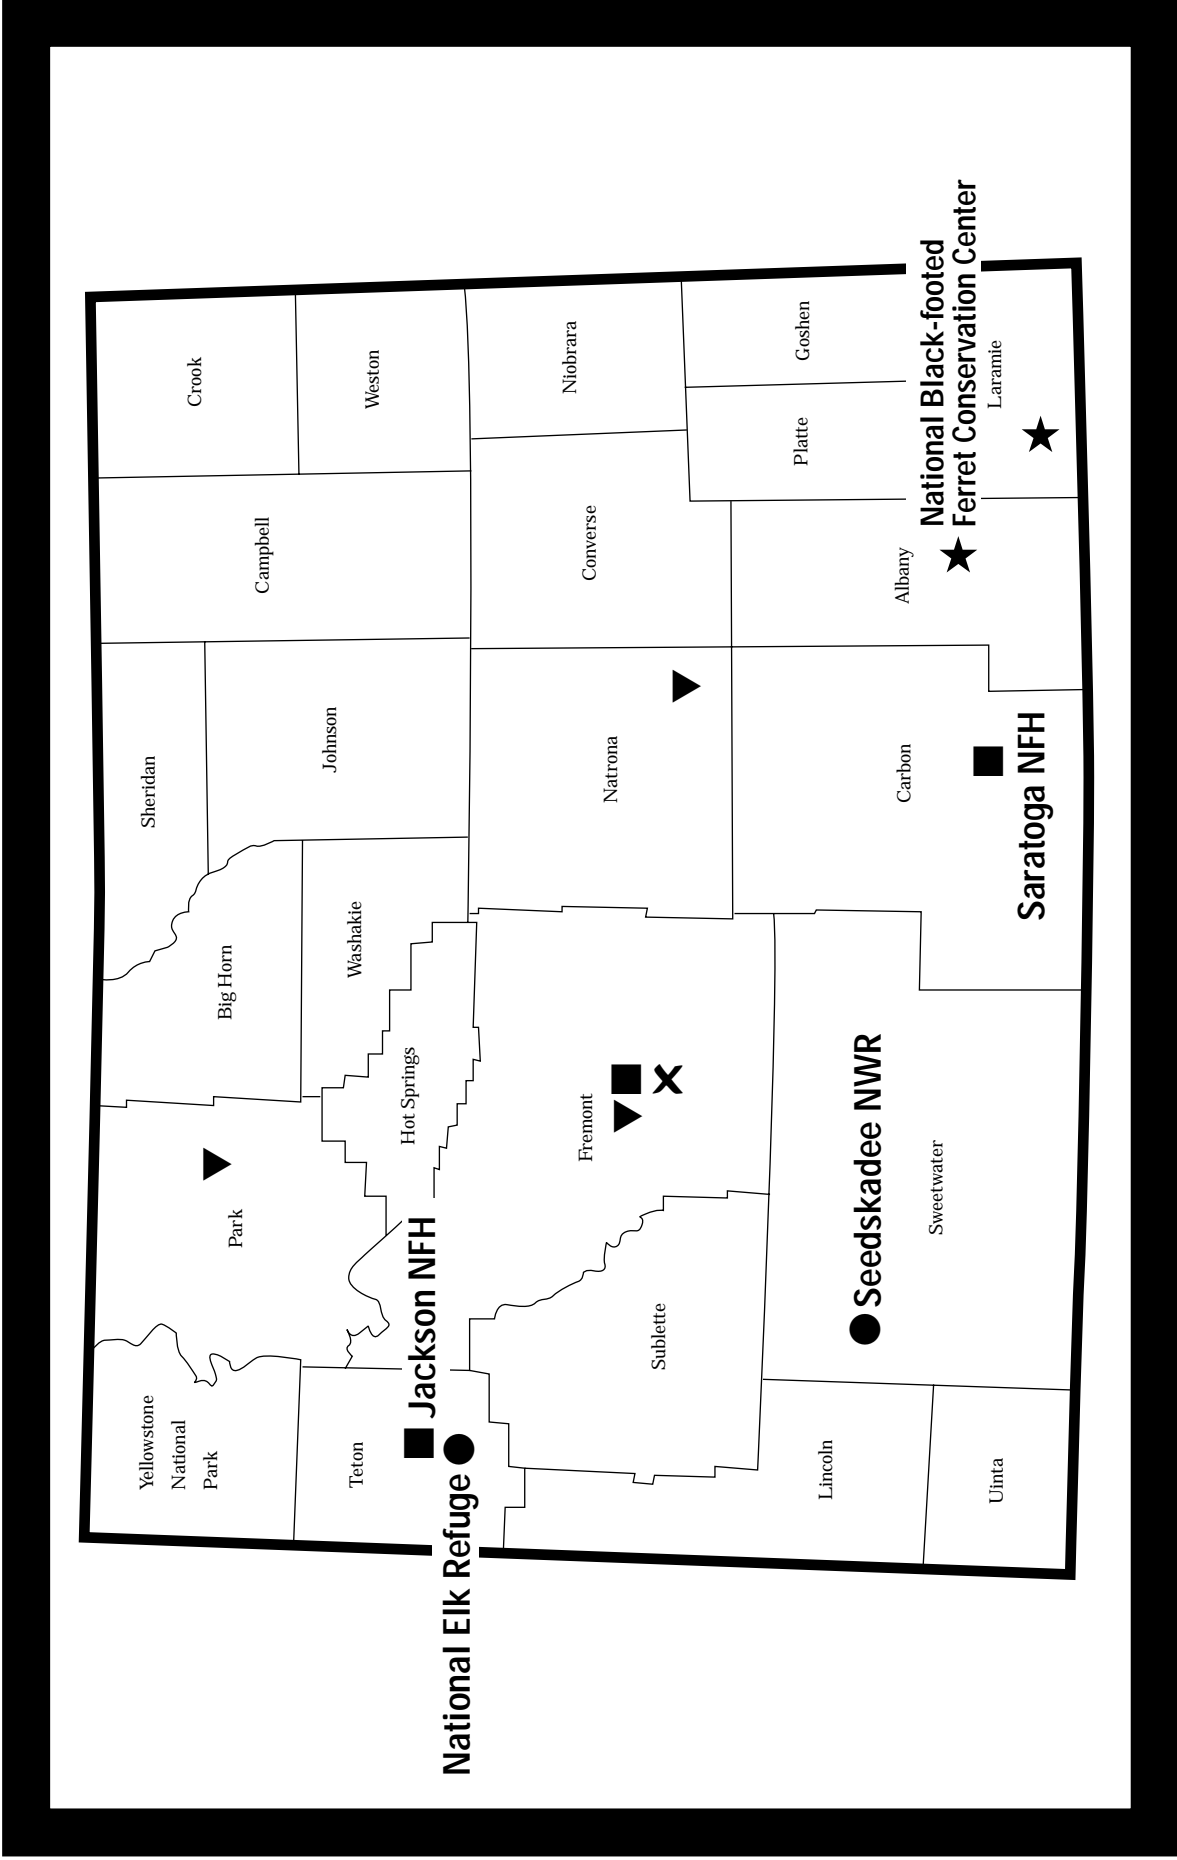 Yellowstone
National
Park
Park
Big Horn
Sheridan
Campbell
Crook
Weston
Johnson
Washakie
Hot Springs
Teton
Jackson NFH
National Elk Refuge
Fremont
Sublette
Natrona
Converse
Niobrara
Goshen
Platte
Albany
National Black-footed
Ferret Conservation Center
Laramie
Carbon
Saratoga NFH
Seedskadee NWR
Sweetwater
Lincoln
Uinta